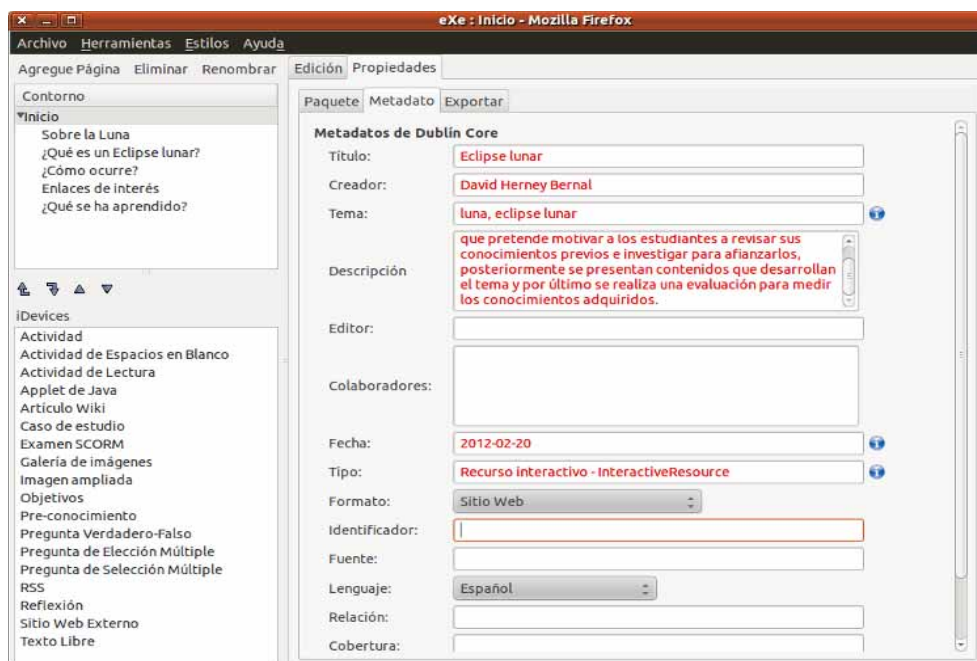 eXe : Inicio - Mozilla Firefox
Archivo Herramientas Estilos Ayuda
Agregue Página Eliminar Renombrar
Contorno
Inicio
Sobre la Luna
¿Qué es un Eclipse lunar?
¿Cómo ocurre?
Enlaces de interés
¿Qué se ha aprendido?
iDevices
Actividad
Actividad de Espacios en Blanco
Actividad de Lectura
Applet de Java
Artículo Wiki
Caso de estudio
Examen SCORM
Galería de imágenes
Imagen ampliada
Objetivos
Pre-conocimiento
Pregunta Verdadero-Falso
Pregunta de Elección Múltiple
Pregunta de Selección Múltiple
RSS
Reflexión
Sitio Web Externo
Texto Libre
Edición Propiedades
Paquete Metadato Exportar
Metadatos de Dublin Core
Título: Eclipse lunar
Creador: David Herney Bernal
Tema: luna, eclipse lunar
Descripción
que pretende motivar a los estudiantes a revisar sus
conocimientos previos e investigar para afianzarlos,
posteriormente se presentan contenidos que desarrollan
el tema y por último se realiza una evaluación para medir
los conocimientos adquiridos.
Editor:
Colaboradores:
Fecha: 2012-02-20
Tipo: Recurso interactivo - InteractiveResource
Formato: Sitio Web
Identificador:
Fuente:
Lenguaje: Español
Relación:
Cobertura: